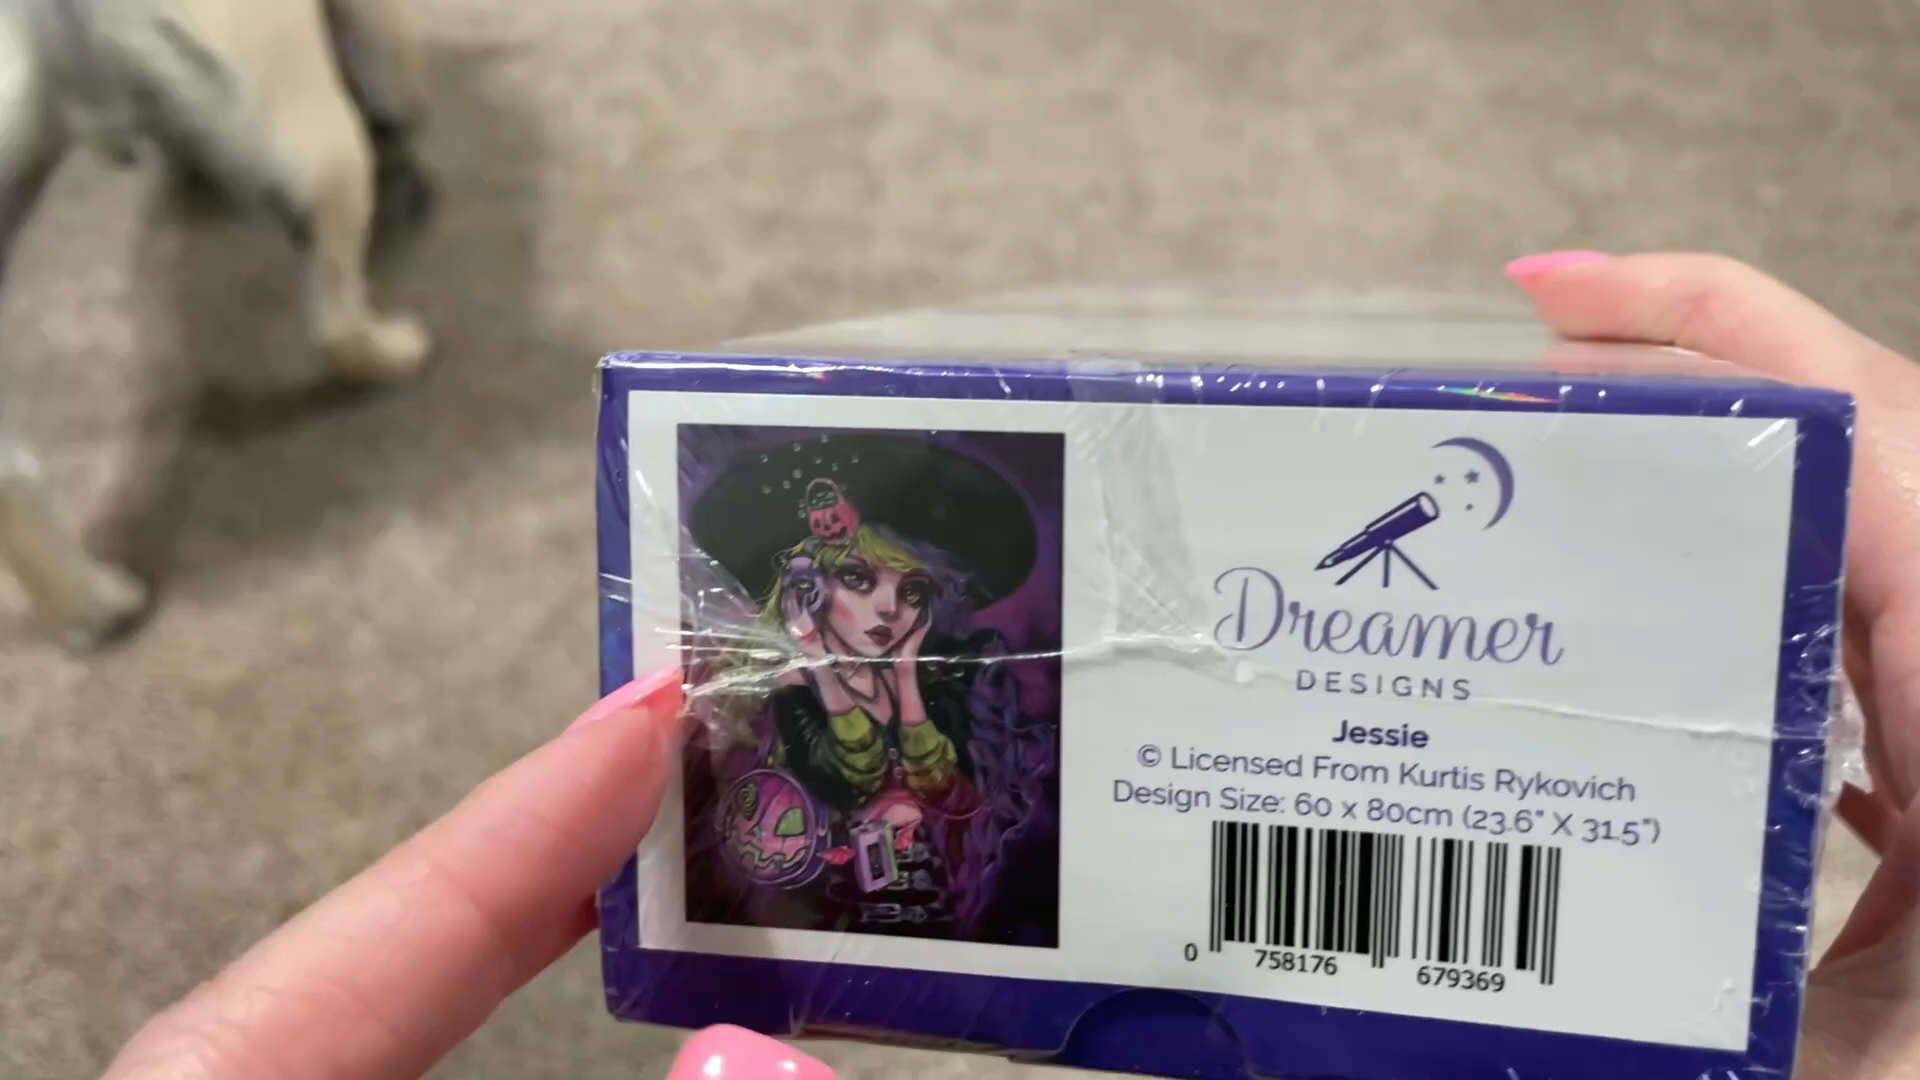 Dreamer
DESIGNS
Jessie
© Licensed From Kurtis Rykovich
Design Size: 60 x 80cm (23.6" X 31.5")
0 758176 679369